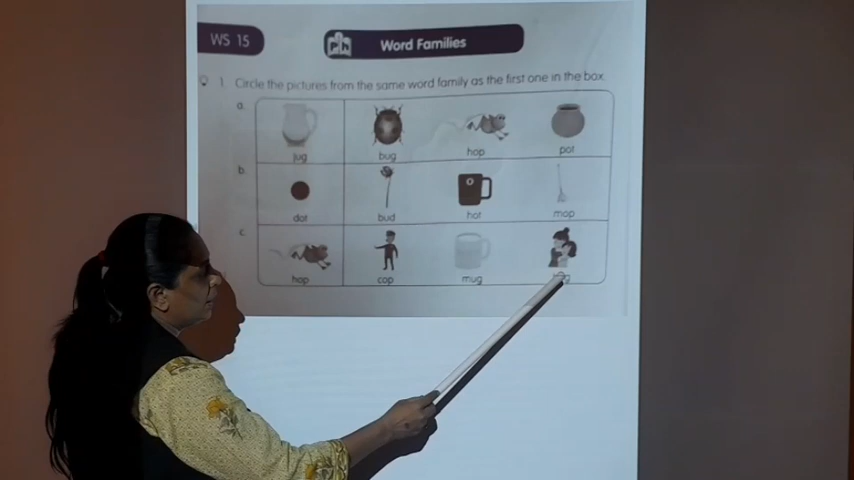 WS 15
Ph
Word Families
1. Circle the pictures from the same word family as the first one in the box.
a.
jug bug hop pot
b.
dot bud hot mop
c.
hop cop mug